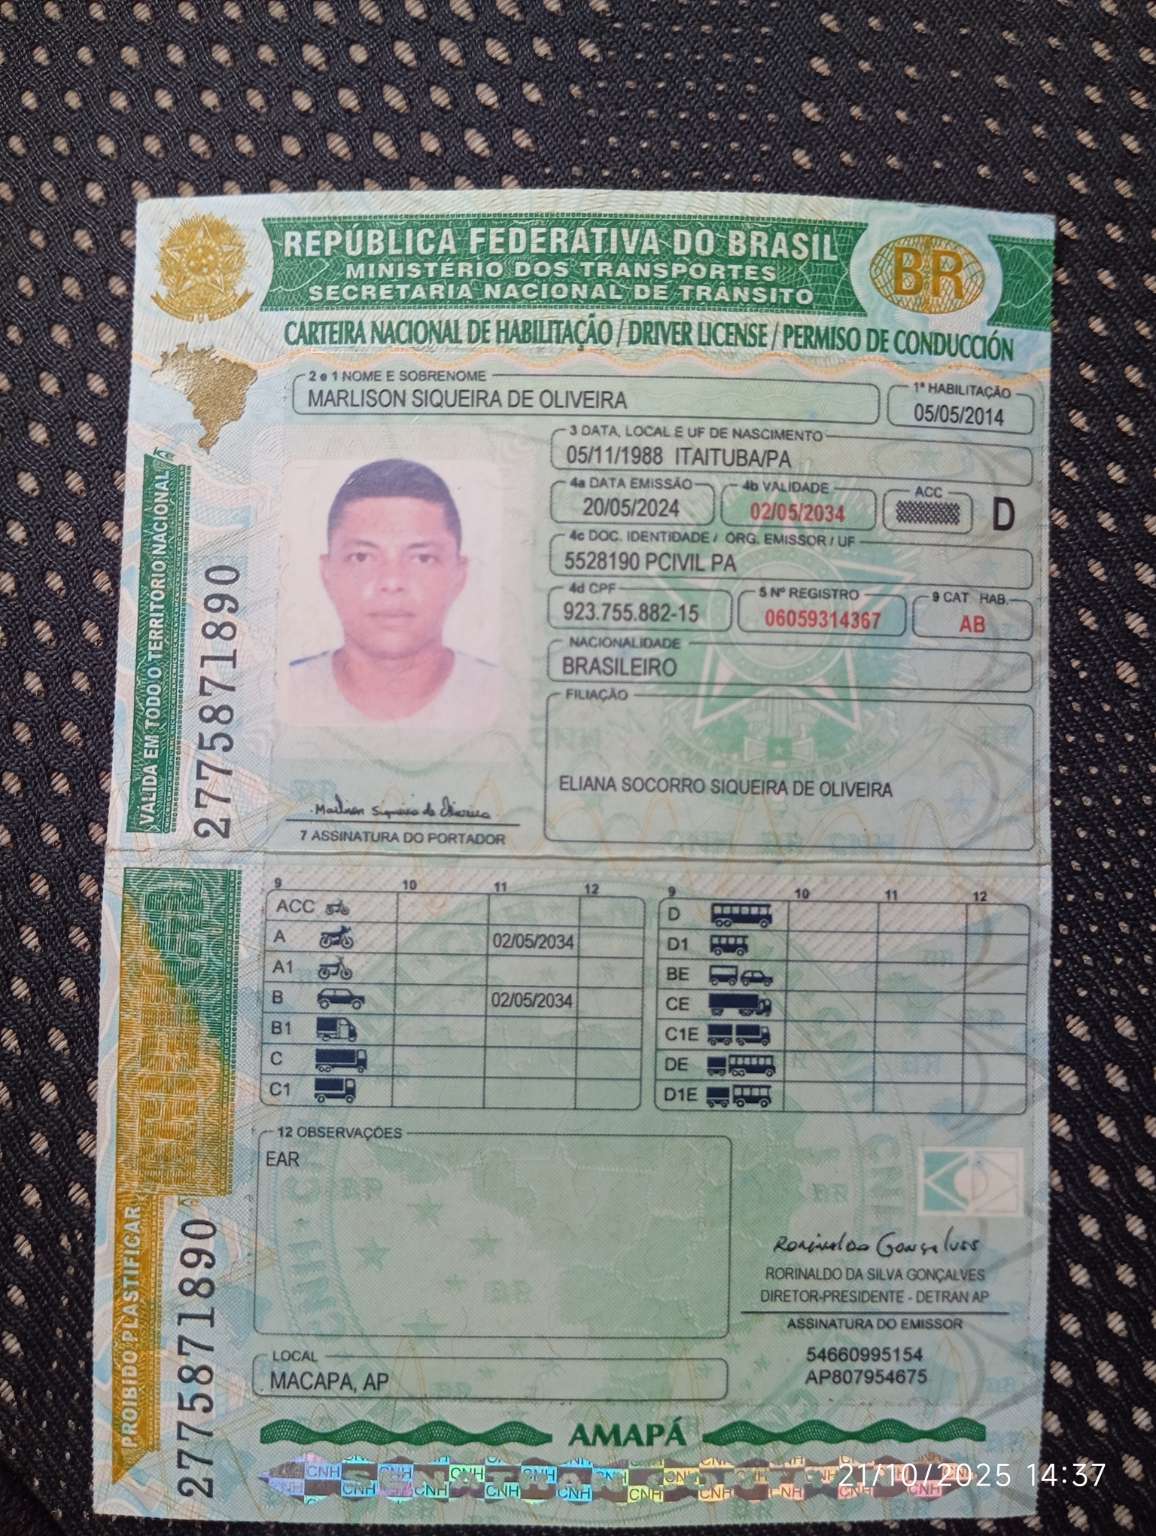 REPÚBLICA FEDERATIVA DO BRASIL
MINISTÉRIO DOS TRANSPORTES
SECRETARIA NACIONAL DE TRÂNSITO
BR
CARTEIRA NACIONAL DE HABILITAÇÃO / DRIVER LICENSE / PERMISO DE CONDUCCIÓN
2 e 1 NOME E SOBRENOME
MARLISON SIQUEIRA DE OLIVEIRA
1ª HABILITAÇÃO
05/05/2014
3 DATA, LOCAL E UF DE NASCIMENTO
05/11/1988 ITAITUBA/PA
4a DATA EMISSÃO
20/05/2024
4b VALIDADE
02/05/2034
ACC
D
4c DOC. IDENTIDADE / ÓRG. EMISSOR / UF
5528190 PCIVIL PA
4d CPF
923.755.882-15
5 Nº REGISTRO
06059314367
9 CAT. HAB.
AB
NACIONALIDADE
BRASILEIRO
FILIAÇÃO
ELIANA SOCORRO SIQUEIRA DE OLIVEIRA
VÁLIDA EM TODO O TERRITÓRIO NACIONAL
2775871890
Marlison Siqueira de Oliveira
7 ASSINATURA DO PORTADOR
9 10 11 12
ACC
A 02/05/2034
A1
B 02/05/2034
B1
C
C1
9 10 11 12
D
D1
BE
CE
C1E
DE
D1E
12 OBSERVAÇÕES
EAR
PROIBIDO PLASTIFICAR
2775871890
Rorinaldo Gonçalves
RORINALDO DA SILVA GONÇALVES
DIRETOR-PRESIDENTE - DETRAN AP
ASSINATURA DO EMISSOR
54660995154
AP807954675
LOCAL
MACAPA, AP
AMAPÁ
CNH CNH CNH CNH CNH CNH
21/10/2025 14:37